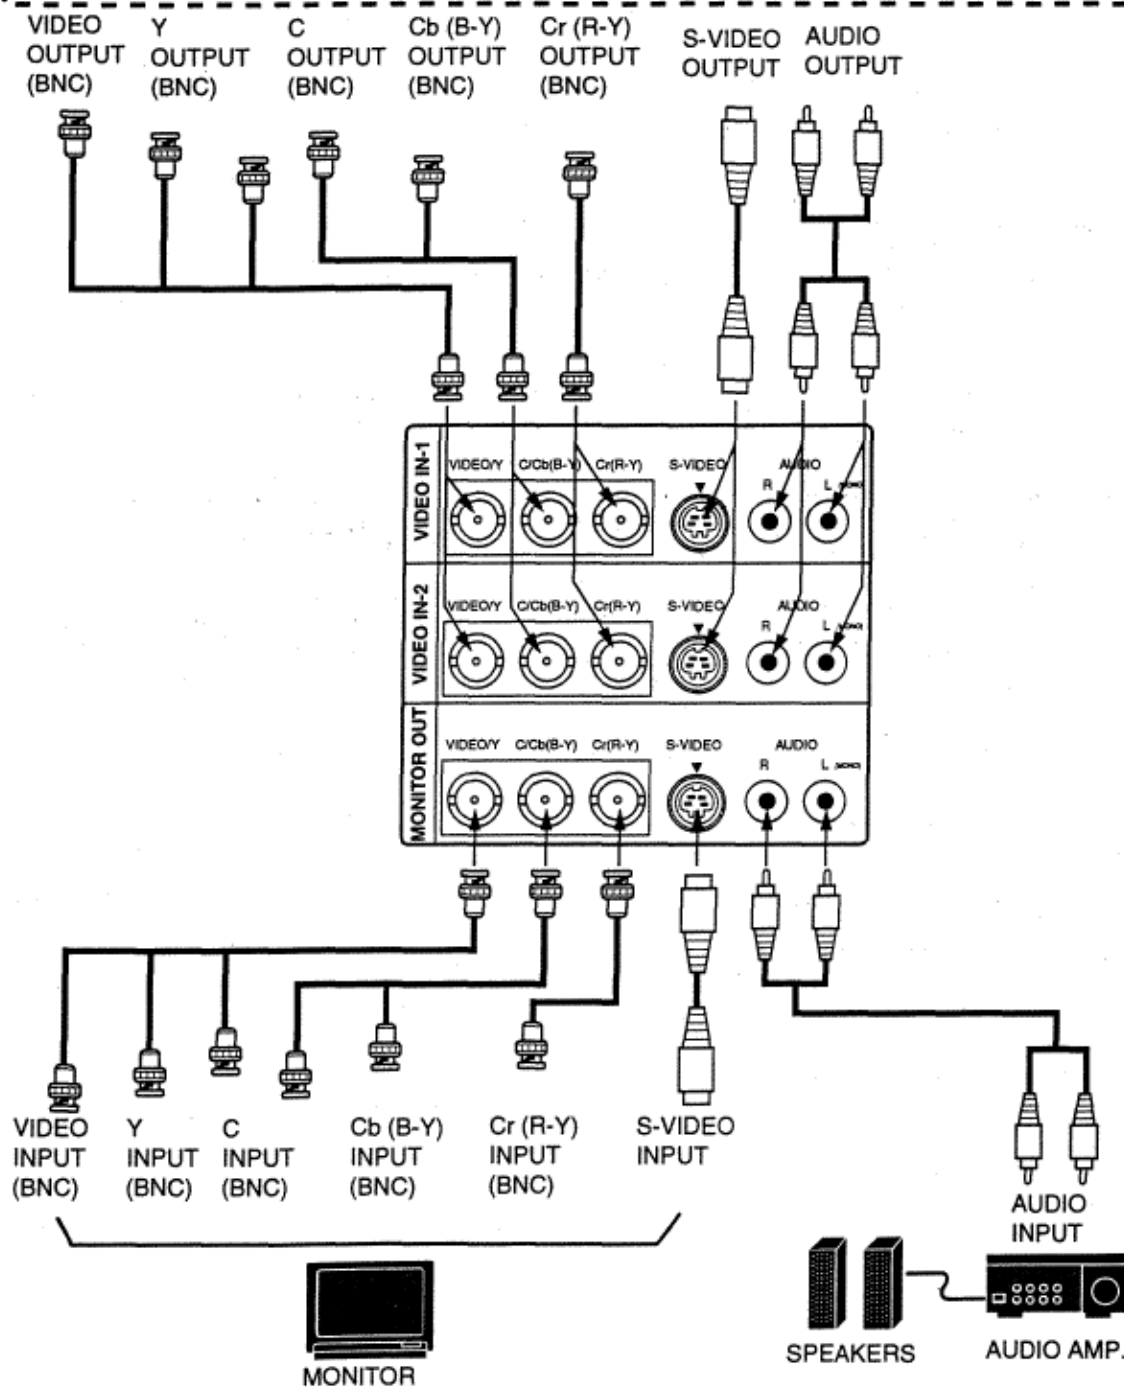 VIDEO OUTPUT (BNC)
Y OUTPUT (BNC)
C OUTPUT (BNC)
Cb (B-Y) OUTPUT (BNC)
Cr (R-Y) OUTPUT (BNC)
S-VIDEO OUTPUT
AUDIO OUTPUT
VIDEO IN-1
VIDEO/Y
C/Cb(B-Y)
Cr(R-Y)
S-VIDEO
AUDIO
R
L (MONO)
VIDEO IN-2
VIDEO/Y
C/Cb(B-Y)
Cr(R-Y)
S-VIDEO
AUDIO
R
L (MONO)
MONITOR OUT
VIDEO/Y
C/Cb(B-Y)
Cr(R-Y)
S-VIDEO
AUDIO
R
L (MONO)
VIDEO INPUT (BNC)
Y INPUT (BNC)
C INPUT (BNC)
Cb (B-Y) INPUT (BNC)
Cr (R-Y) INPUT (BNC)
S-VIDEO INPUT
AUDIO INPUT
MONITOR
SPEAKERS
AUDIO AMP.